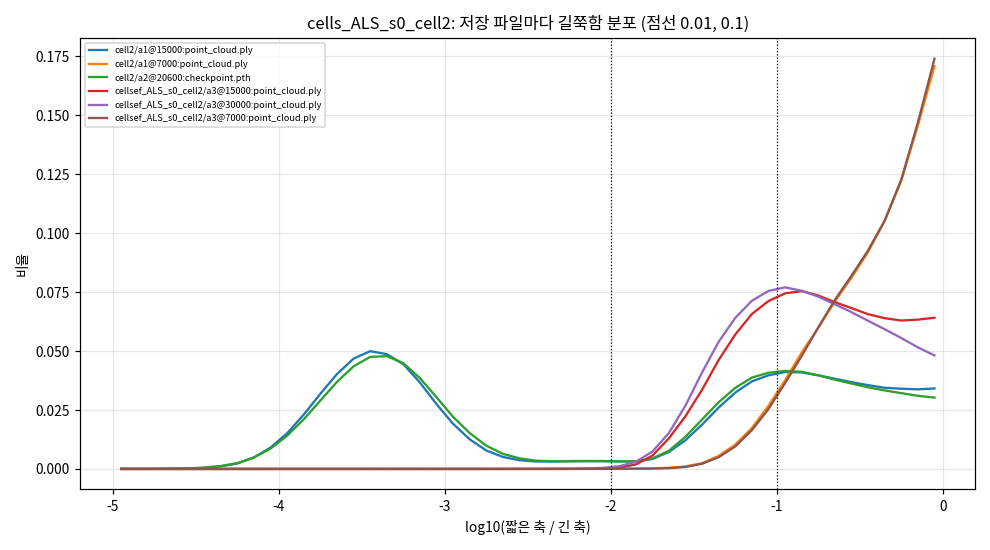 cells_ALS_s0_cell2: 저장 파일마다 길쭉함 분포 (점선 0.01, 0.1)
cell2/a1@15000:point_cloud.ply
cell2/a1@7000:point_cloud.ply
cell2/a2@20600:checkpoint.pth
cellsef_ALS_s0_cell2/a3@15000:point_cloud.ply
cellsef_ALS_s0_cell2/a3@30000:point_cloud.ply
cellsef_ALS_s0_cell2/a3@7000:point_cloud.ply
비율
0.175
0.150
0.125
0.100
0.075
0.050
0.025
0.000
-5 -4 -3 -2 -1 0
log10(짧은 축 / 긴 축)